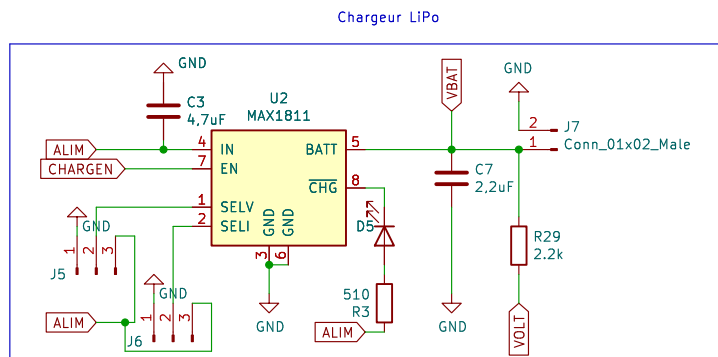 Chargeur LiPo
GND
C3
4,7uF
U2
MAX1811
VBAT
GND
2
1
J7
Conn_01x02_Male
ALIM
4
IN
BATT
5
CHARGEN
7
EN
CHG
8
C7
2,2uF
1
SELV
2
SELI
GND
GND
3
6
D5
GND
1
2
3
J5
R29
2.2k
GND
1
2
3
J6
ALIM
GND
510
R3
ALIM
GND
VOLT